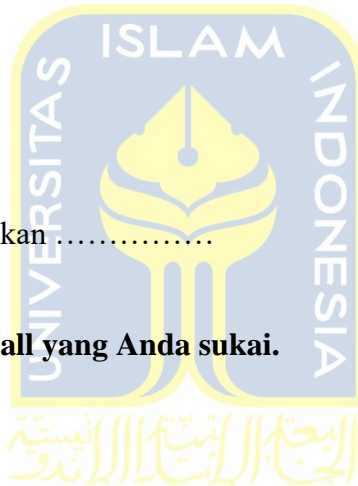 UNIVERSITAS
ISLAM
INDONESIA
kan ……………
all yang Anda sukai.